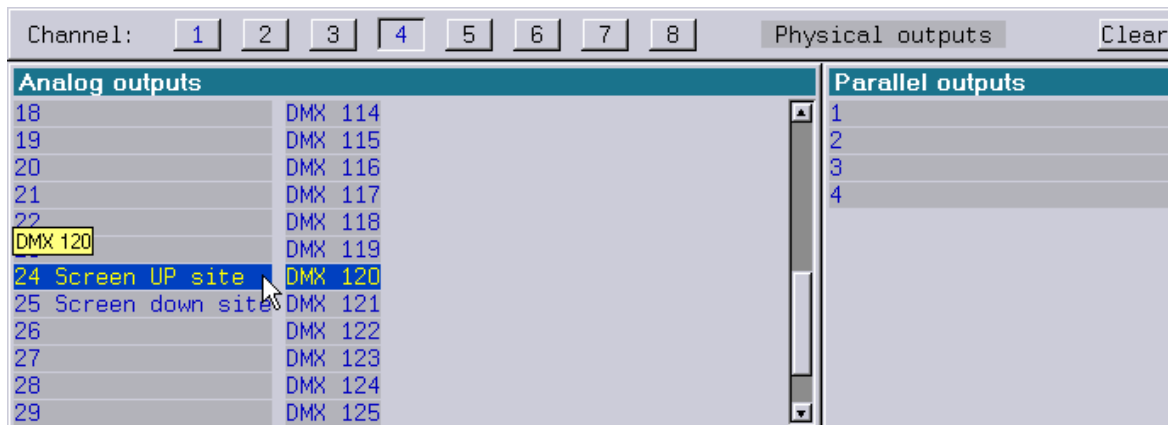 Channel: 1 2 3 4 5 6 7 8 Physical outputs Clear
Analog outputs
18 DMX 114
19 DMX 115
20 DMX 116
21 DMX 117
22 DMX 118
DMX 120
DMX 119
24 Screen UP site DMX 120
25 Screen down site DMX 121
26 DMX 122
27 DMX 123
28 DMX 124
29 DMX 125
Parallel outputs
1
2
3
4